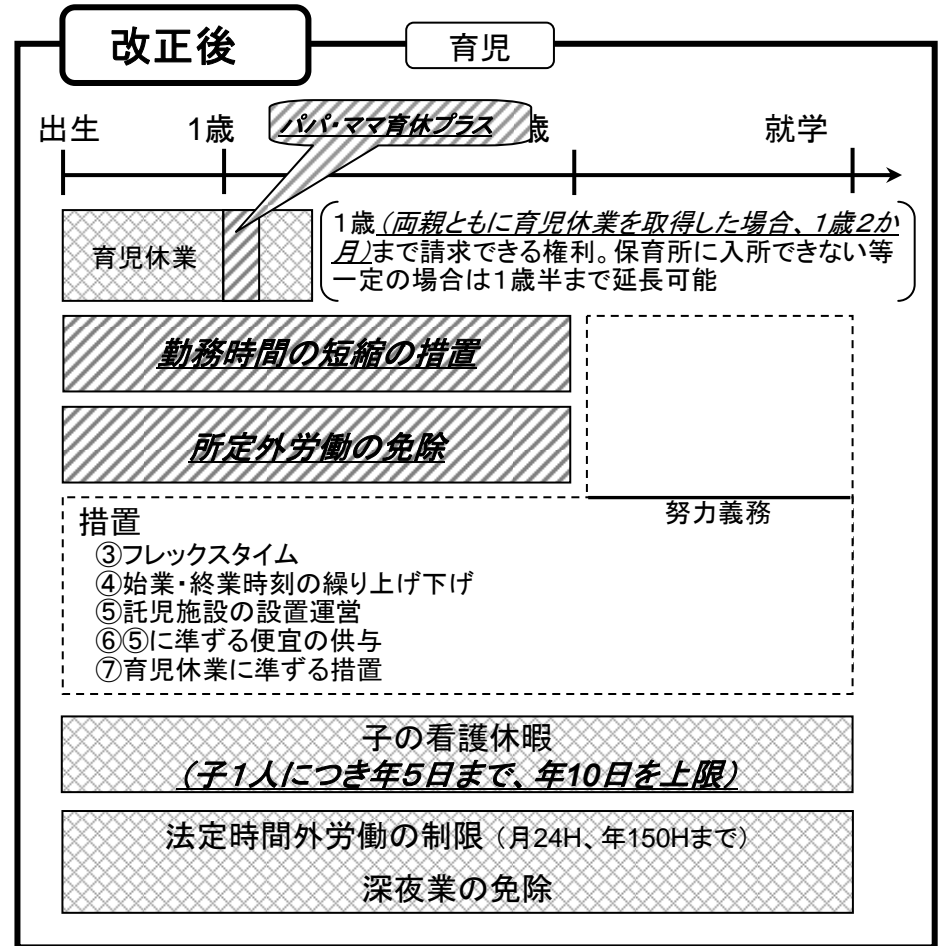 改正後
育児
出生
1歳
パパ・ママ育休プラス
歳
就学
育児休業
1歳(両親ともに育児休業を取得した場合、1歳2か
月)まで請求できる権利。保育所に入所できない等
一定の場合は1歳半まで延長可能
勤務時間の短縮の措置
所定外労働の免除
努力義務
措置
③フレックスタイム
④始業・終業時刻の繰り上げ下げ
⑤託児施設の設置運営
⑥⑤に準ずる便宜の供与
⑦育児休業に準ずる措置
子の看護休暇
(子1人につき年5日まで、年10日を上限)
法定時間外労働の制限(月24H、年150Hまで)
深夜業の免除